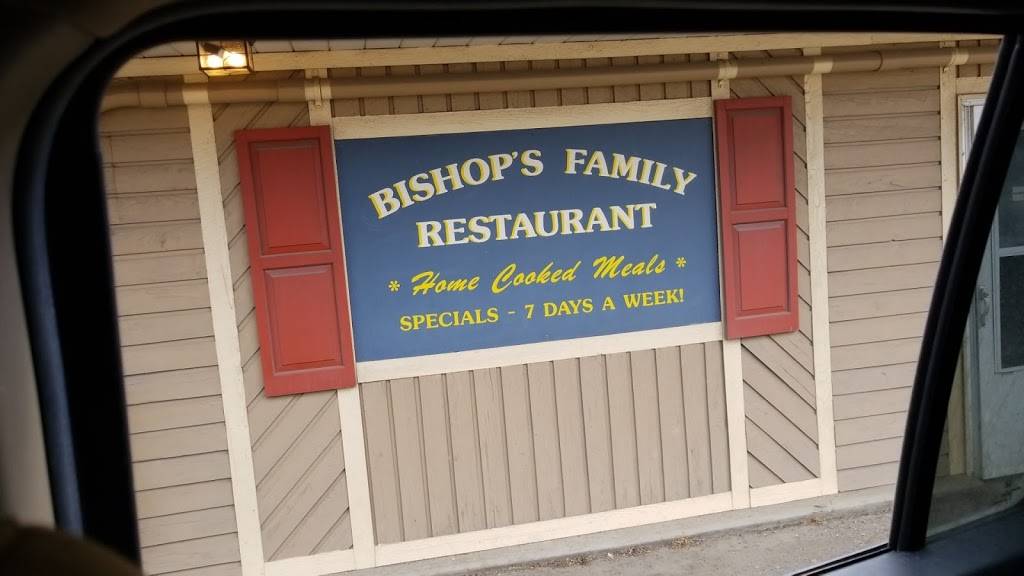 BISHOP'S FAMILY
RESTAURANT
* Home Cooked Meals *
SPECIALS - 7 DAYS A WEEK!